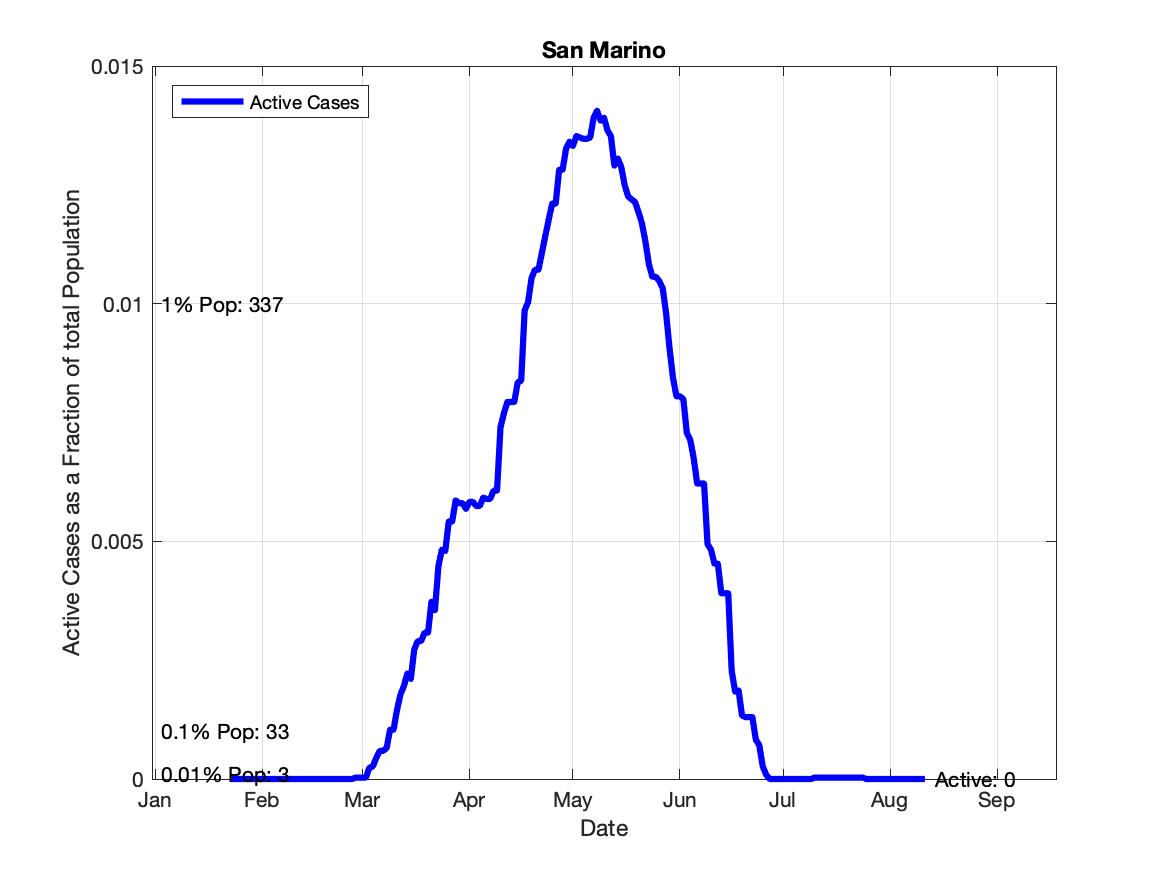 San Marino
0.015
Active Cases
Active Cases as a Fraction of total Population
0.01
1% Pop: 337
0.005
0.1% Pop: 33
0.01% Pop: 3
0
Active: 0
Jan Feb Mar Apr May Jun Jul Aug Sep
Date